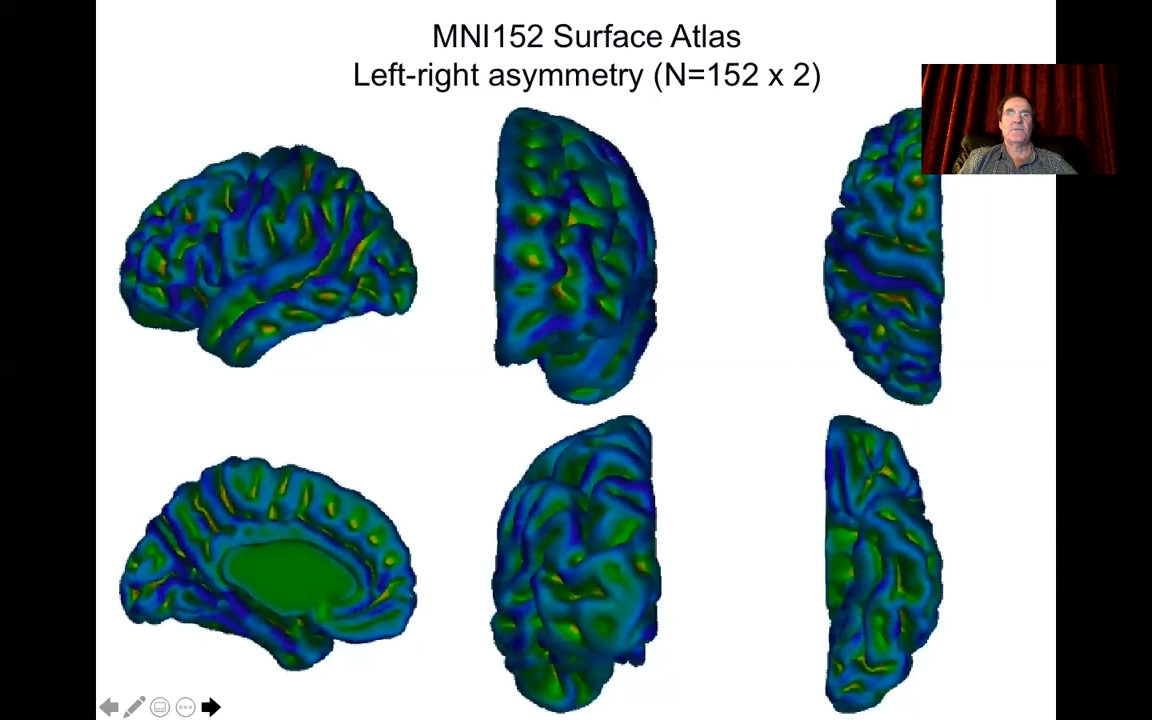 MNI152 Surface Atlas
Left-right asymmetry (N=152 x 2)